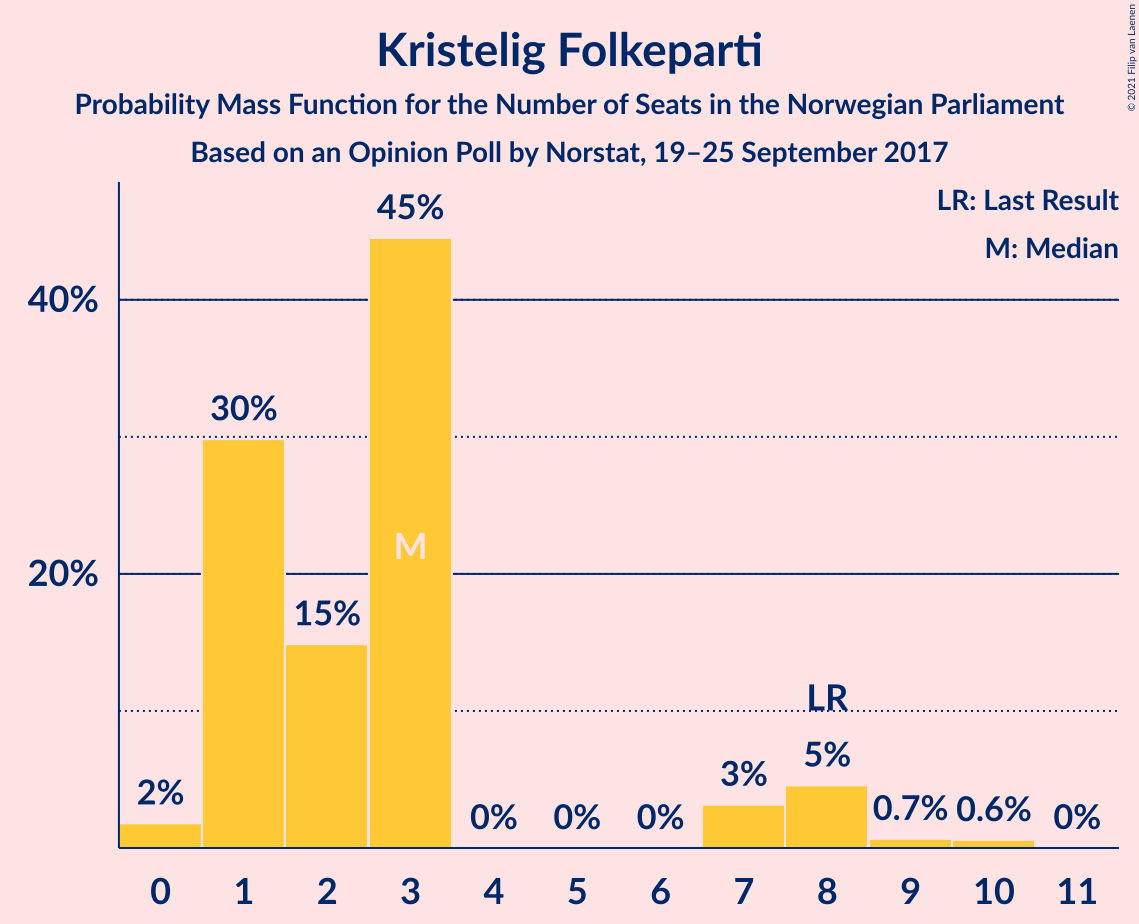 Kristelig Folkeparti
Probability Mass Function for the Number of Seats in the Norwegian Parliament
Based on an Opinion Poll by Norstat, 19–25 September 2017
© 2021 Filip van Laenen
LR: Last Result
M: Median
40%
20%
2%
30%
15%
45%
M
0%
0%
0%
3%
LR
5%
0.7%
0.6%
0%
0 1 2 3 4 5 6 7 8 9 10 11